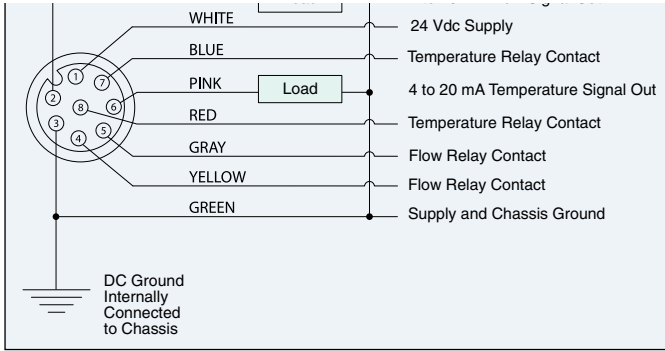 WHITE 24 Vdc Supply
BLUE Temperature Relay Contact
PINK Load 4 to 20 mA Temperature Signal Out
RED Temperature Relay Contact
GRAY Flow Relay Contact
YELLOW Flow Relay Contact
GREEN Supply and Chassis Ground
1
7
2
8
6
3
4
5
DC Ground
Internally
Connected
to Chassis